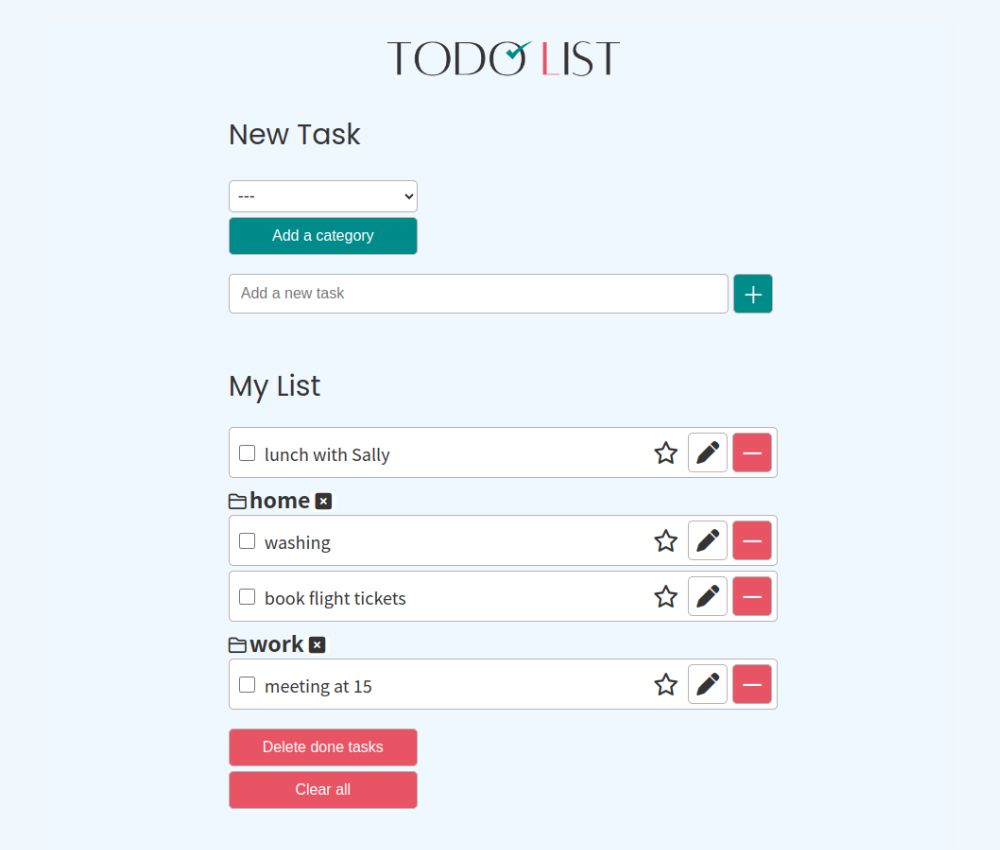 TODO LIST
New Task
---
Add a category
Add a new task
My List
lunch with Sally
home
washing
book flight tickets
work
meeting at 15
Delete done tasks
Clear all